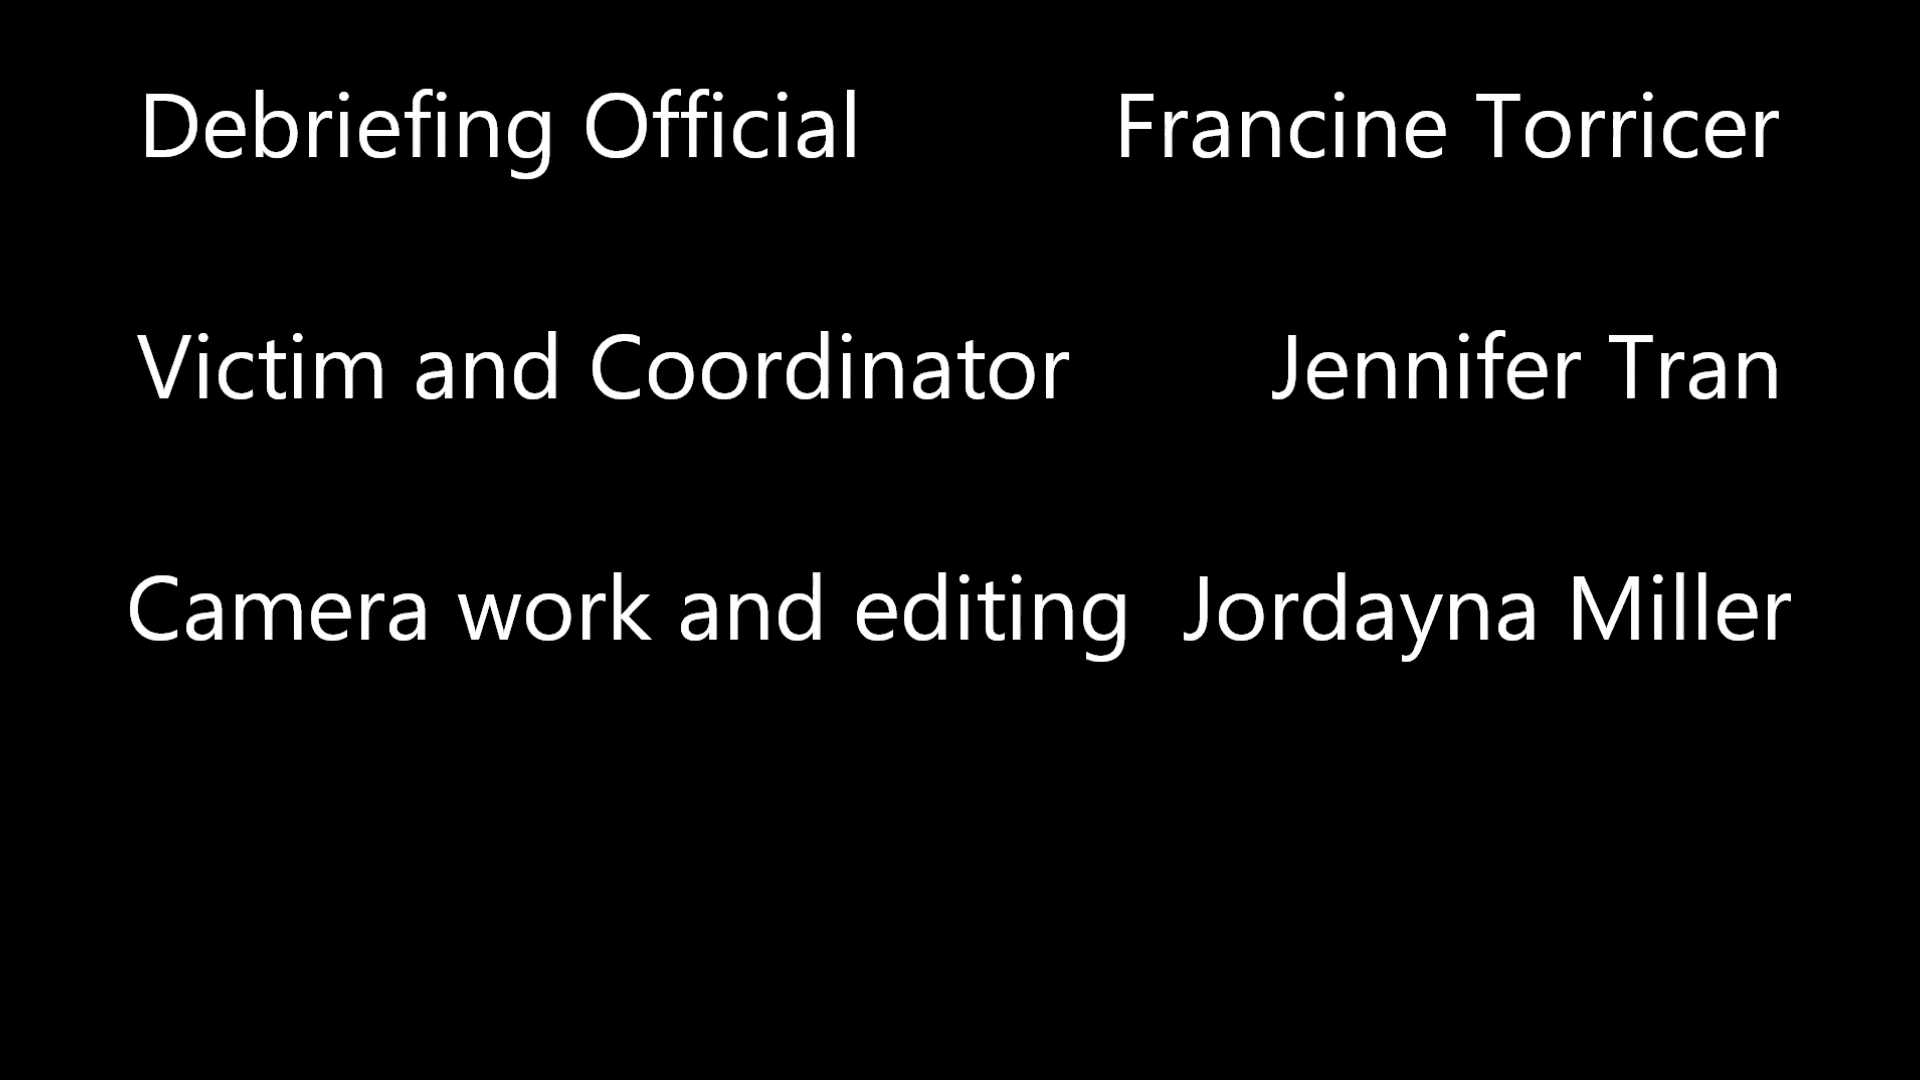 Debriefing Official Francine Torricer
Victim and Coordinator Jennifer Tran
Camera work and editing Jordayna Miller